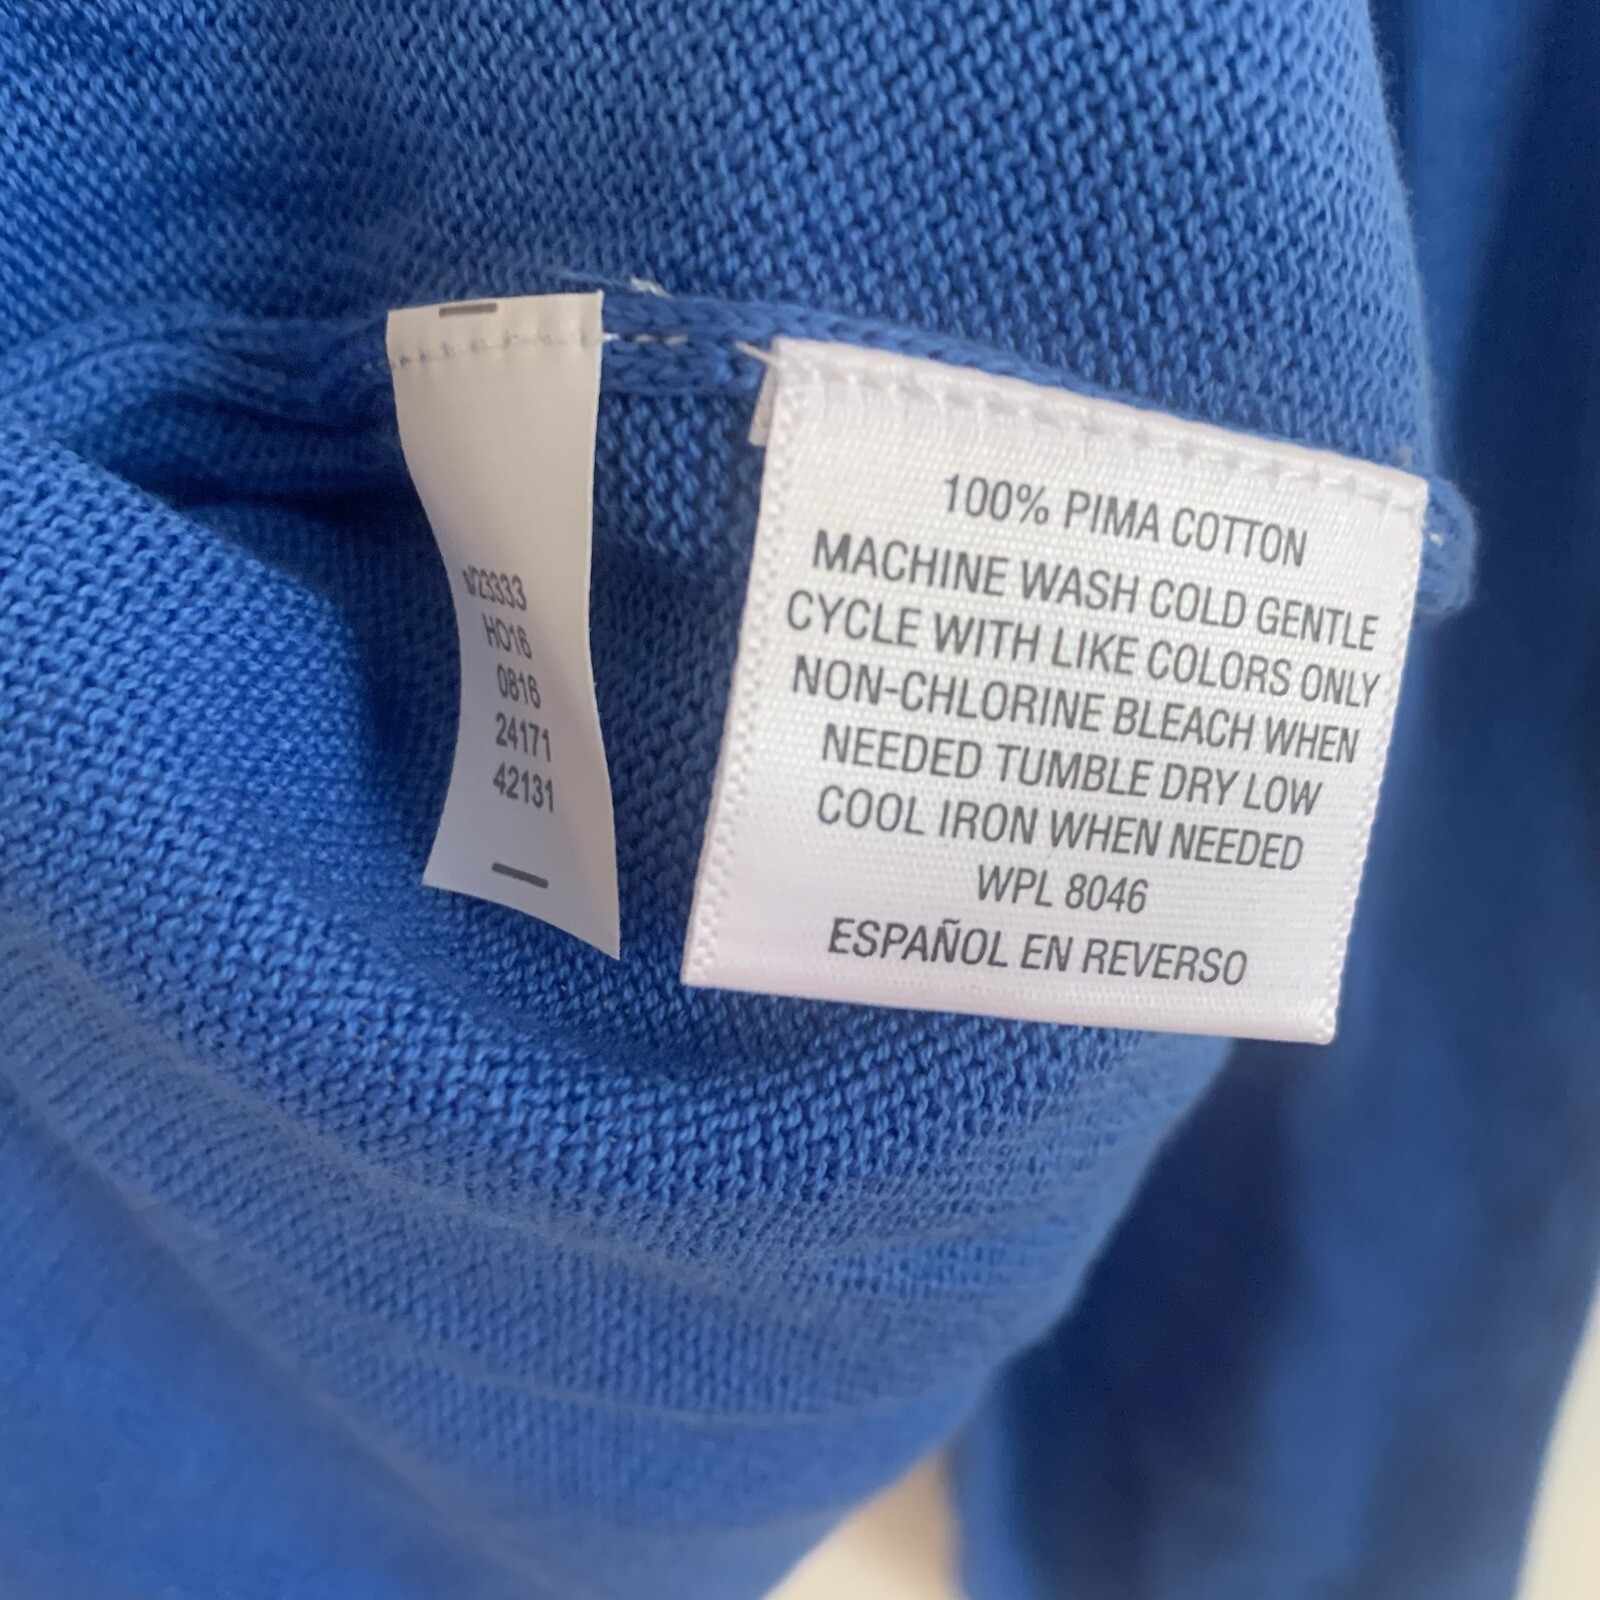 23333
HO16
0816
24171
42131
100% PIMA COTTON
MACHINE WASH COLD GENTLE
CYCLE WITH LIKE COLORS ONLY
NON-CHLORINE BLEACH WHEN
NEEDED TUMBLE DRY LOW
COOL IRON WHEN NEEDED
WPL 8046
ESPAÑOL EN REVERSO